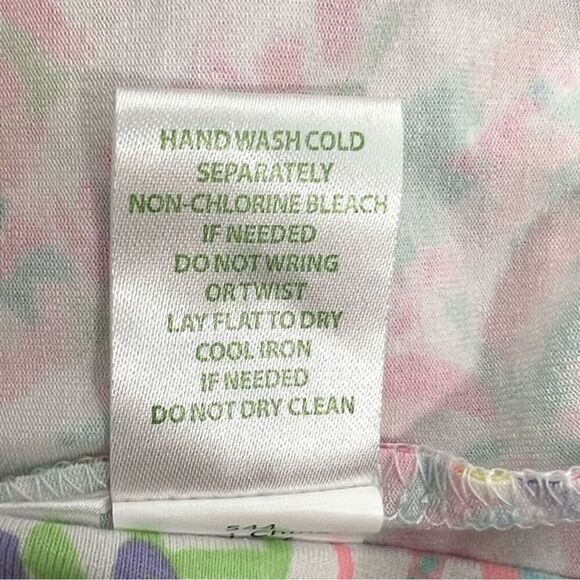 HAND WASH COLD
SEPARATELY
NON-CHLORINE BLEACH
IF NEEDED
DO NOT WRING
OR TWIST
LAY FLAT TO DRY
COOL IRON
IF NEEDED
DO NOT DRY CLEAN